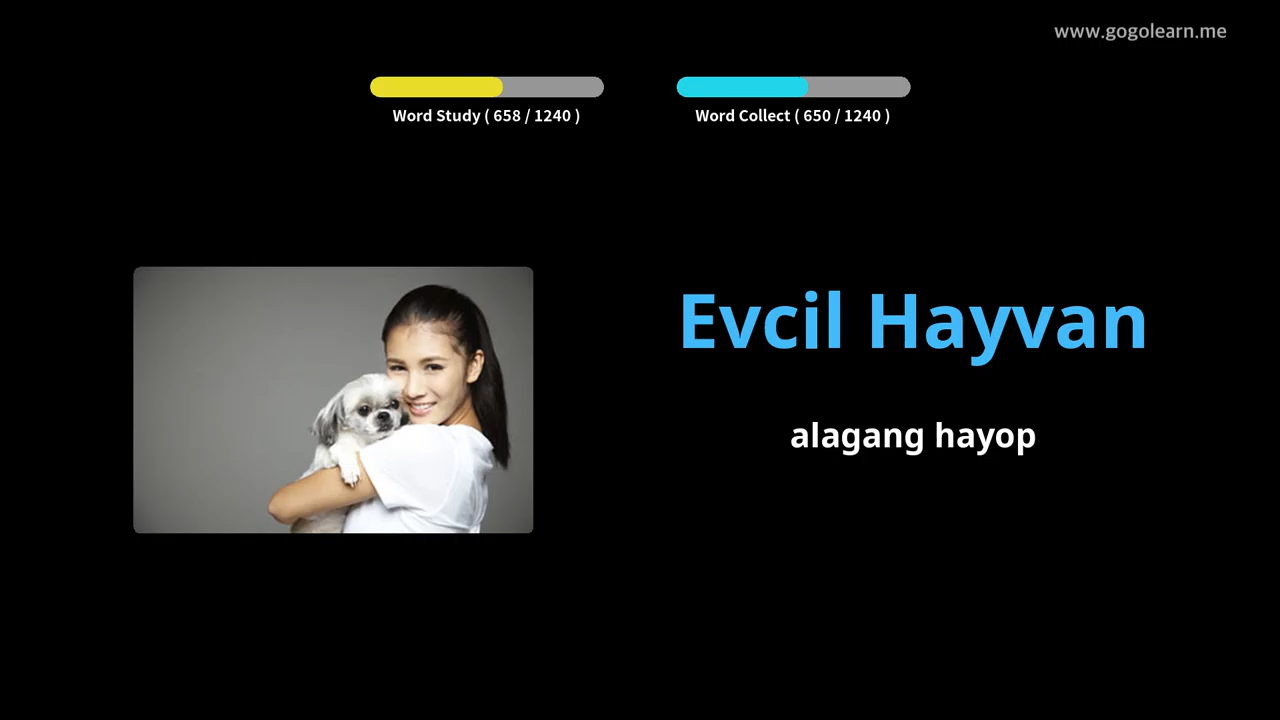 www.gogolearn.me
Word Study ( 658 / 1240 )
Word Collect ( 650 / 1240 )
Evcil Hayvan
alagang hayop